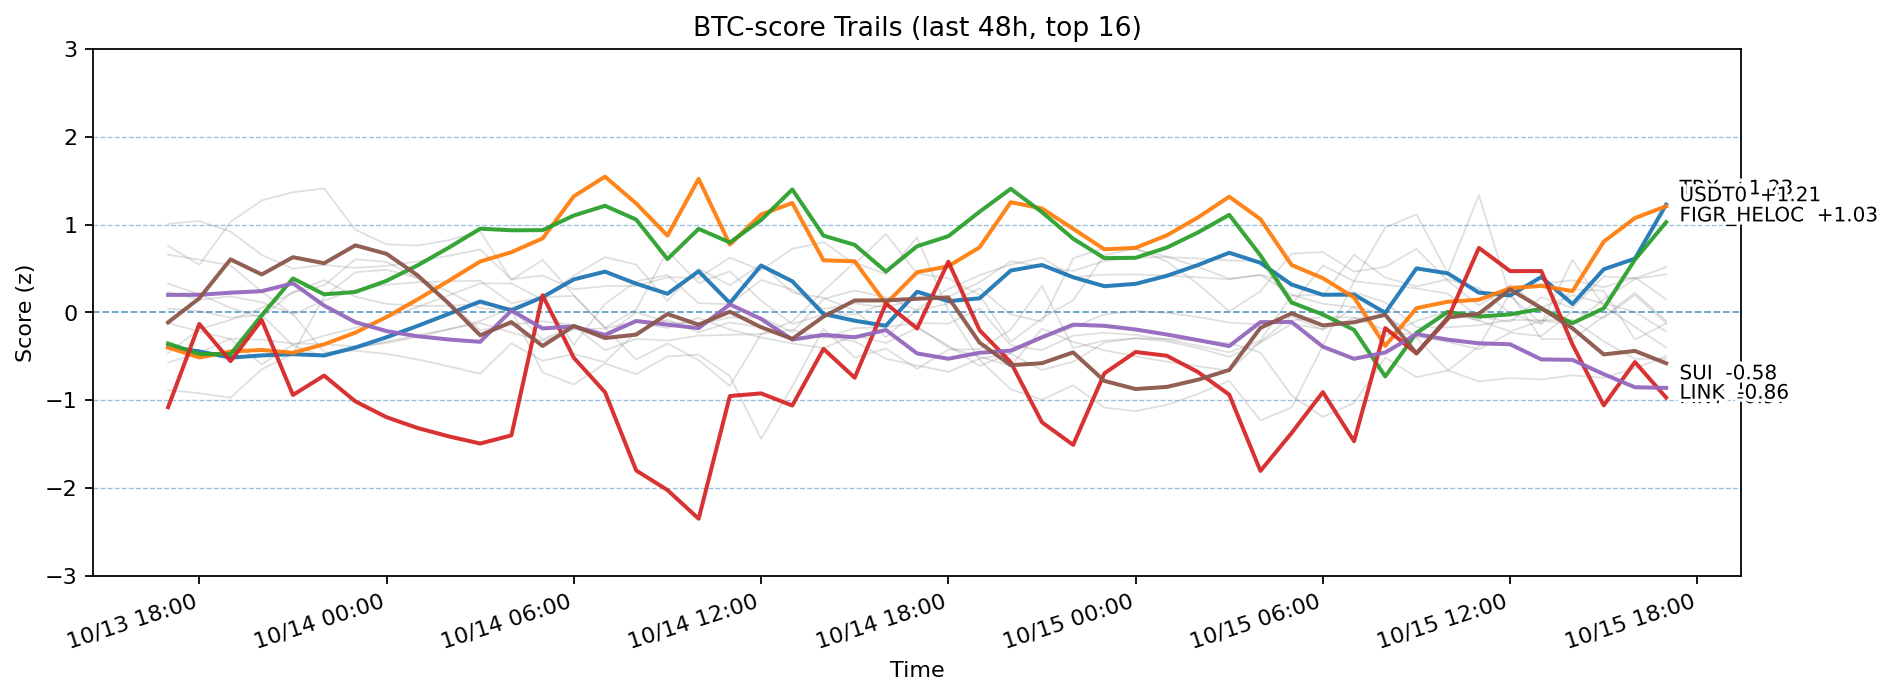 BTC-score Trails (last 48h, top 16)
Score (z)
3
2
1
0
−1
−2
−3
+1.23
USDT0 +1.21
FIGR_HELOC +1.03
SUI -0.58
LINK -0.86
10/13 18:00
10/14 00:00
10/14 06:00
10/14 12:00
10/14 18:00
10/15 00:00
10/15 06:00
10/15 12:00
10/15 18:00
Time